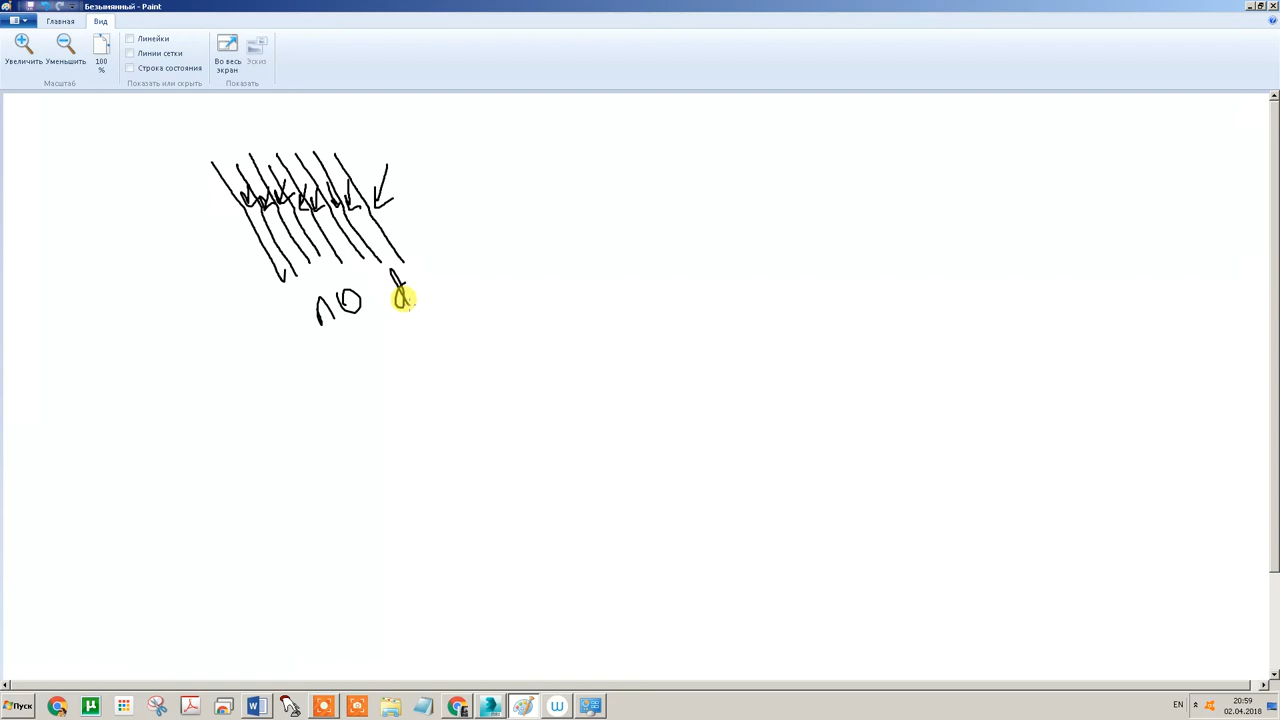 Безымянный - Paint
Главная Вид
Увеличить Уменьшить 100 %
Линейки
Линии сетки
Строка состояния
Во весь экран
Эскиз
Масштаб Показать или скрыть Показать
Пуск
W
W
EN
20:59
02.04.2018